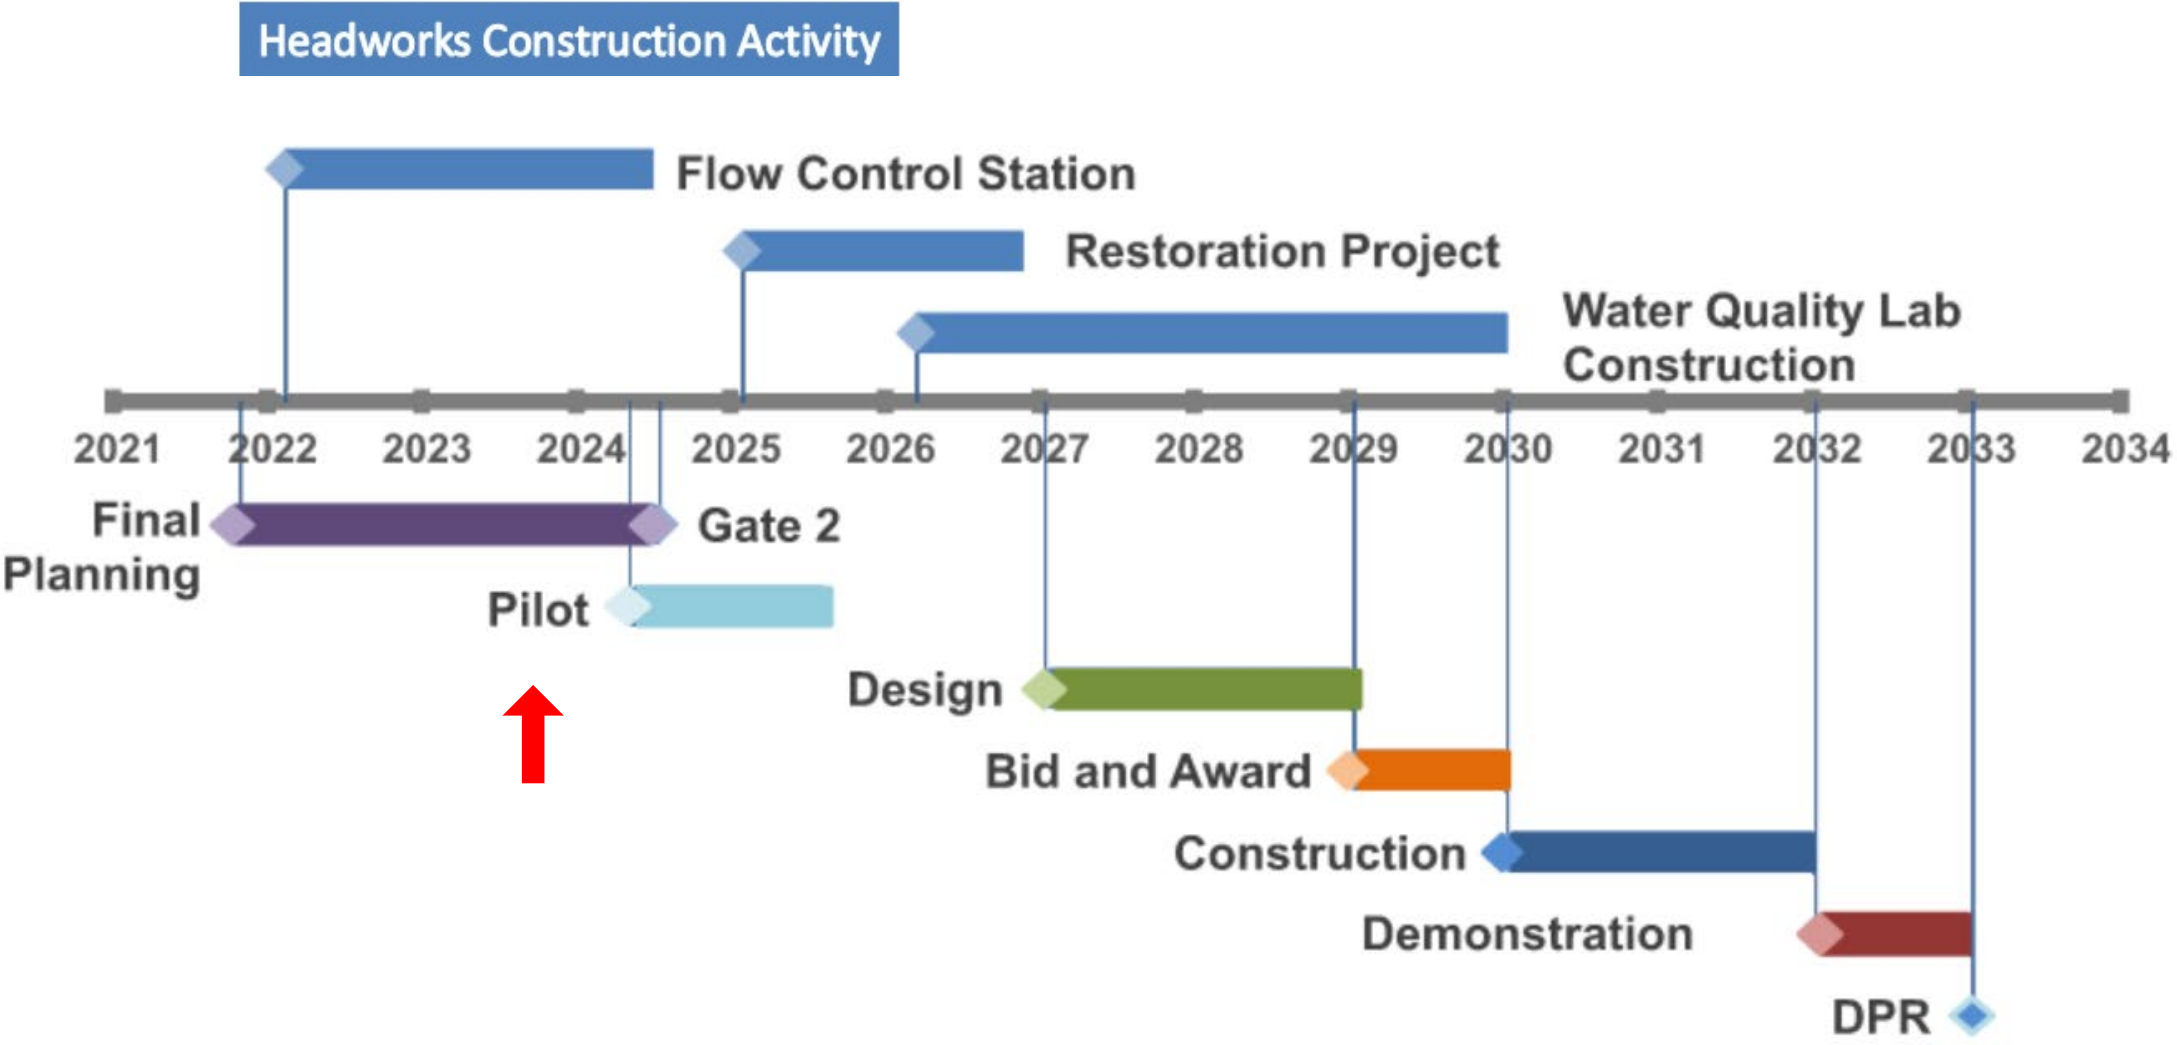 Headworks Construction Activity
Flow Control Station
Restoration Project
Water Quality Lab
Construction
2021 2022 2023 2024 2025 2026 2027 2028 2029 2030 2031 2032 2033 2034
Final
Planning
Gate 2
Pilot
Design
Bid and Award
Construction
Demonstration
DPR